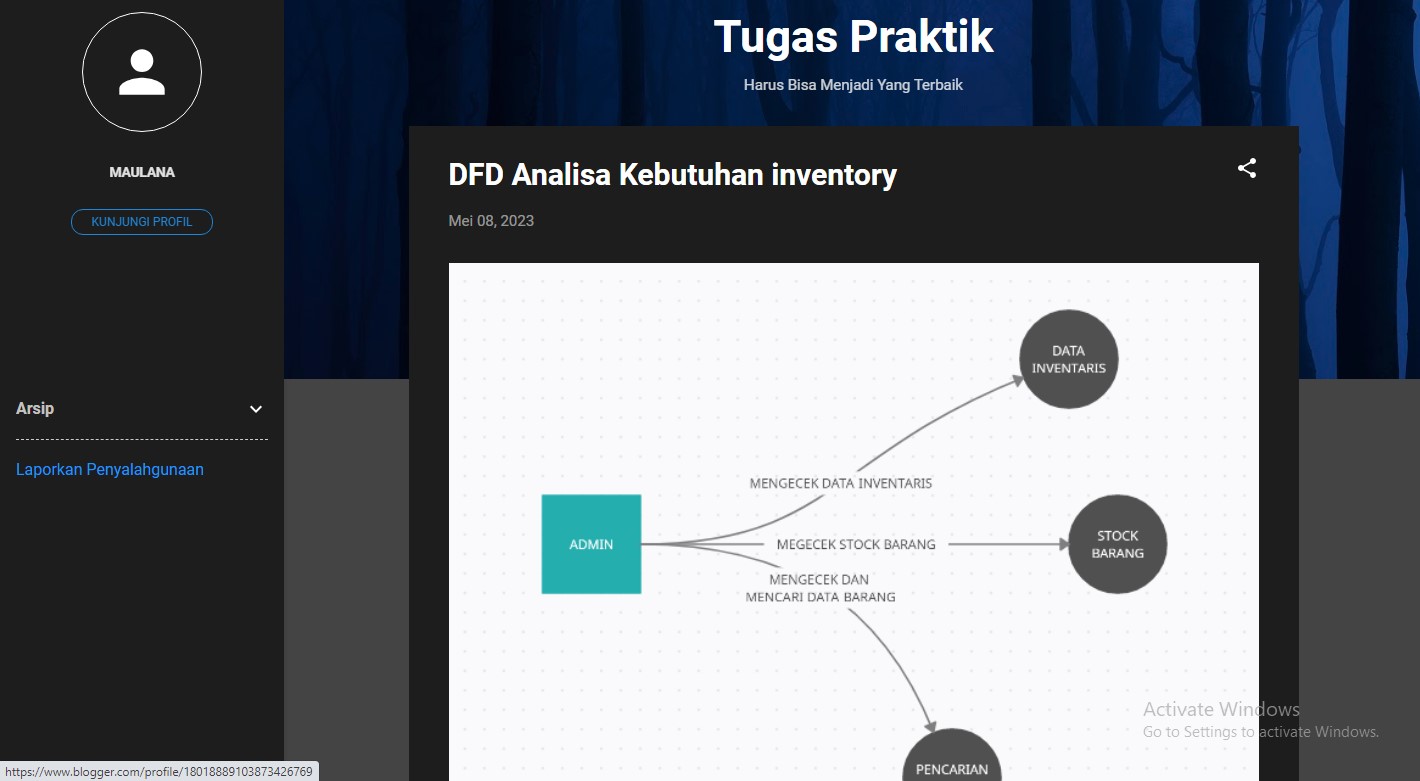 Tugas Praktik
Harus Bisa Menjadi Yang Terbaik
MAULANA
KUNJUNGI PROFIL
Arsip
Laporkan Penyalahgunaan
DFD Analisa Kebutuhan inventory
Mei 08, 2023
DATA
INVENTARIS
MENGECEK DATA INVENTARIS
ADMIN
MEGECEK STOCK BARANG
STOCK
BARANG
MENGECEK DAN
MENCARI DATA BARANG
PENCARIAN
Activate Windows
Go to Settings to activate Windows.
https://www.blogger.com/profile/18018889103873426769